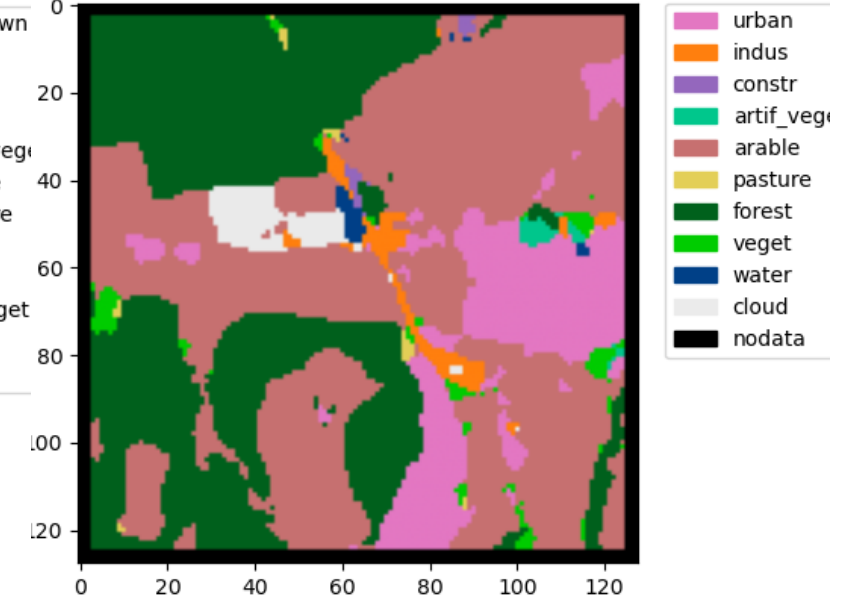 0
20
40
60
80
100
120
0 20 40 60 80 100 120
urban
indus
constr
artif_vege
arable
pasture
forest
veget
water
cloud
nodata
wn
ege
e
get